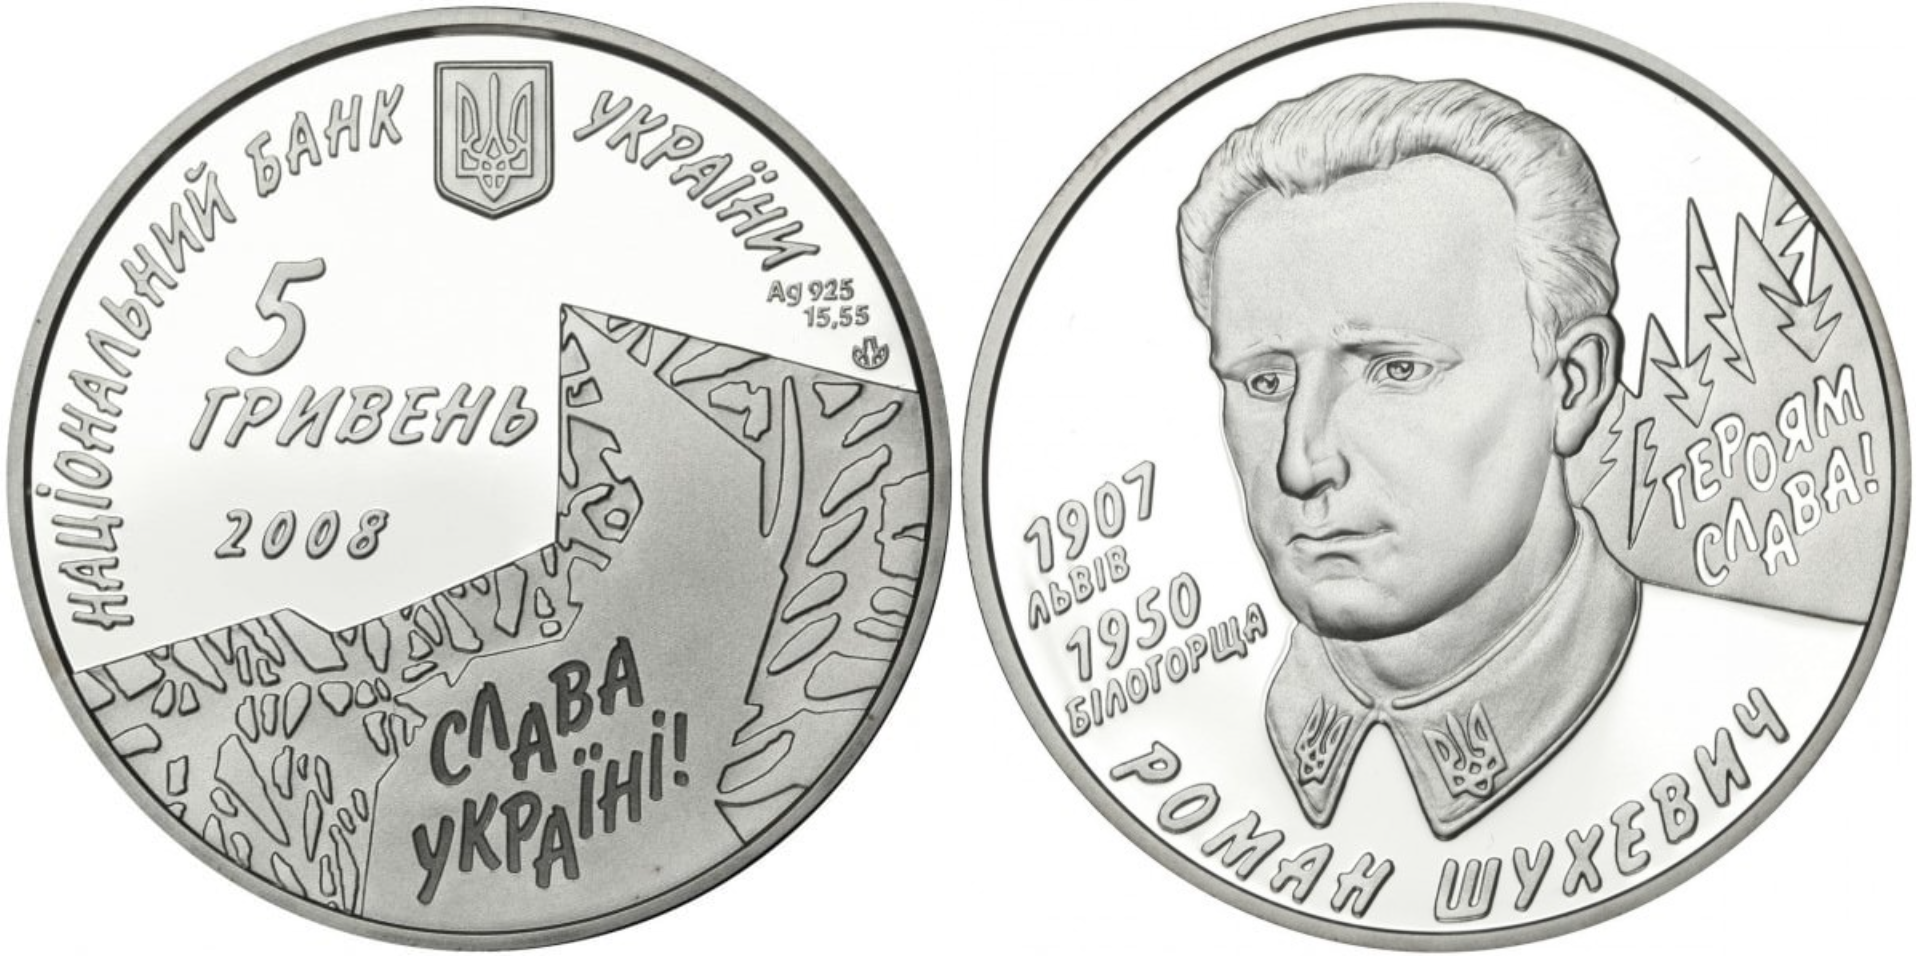 НАЦІОНАЛЬНИЙ БАНК УКРАЇНИ
5
ГРИВЕНЬ
2008
Ag 925
15,55
СЛАВА
УКРАЇНІ!
ГЕРОЯМ
СЛАВА!
1907
ЛЬВІВ
1950
БІЛОГОРЩА
РОМАН ШУХЕВИЧ